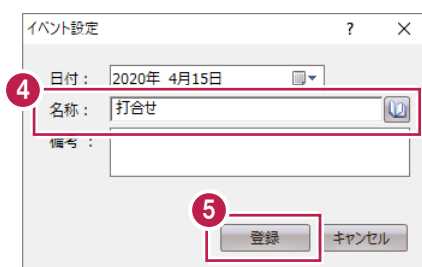 イベント設定 ? ×
日付： 2020年 4月15日
4
名称： 打合せ
備考 ：
5
登録 キャンセル